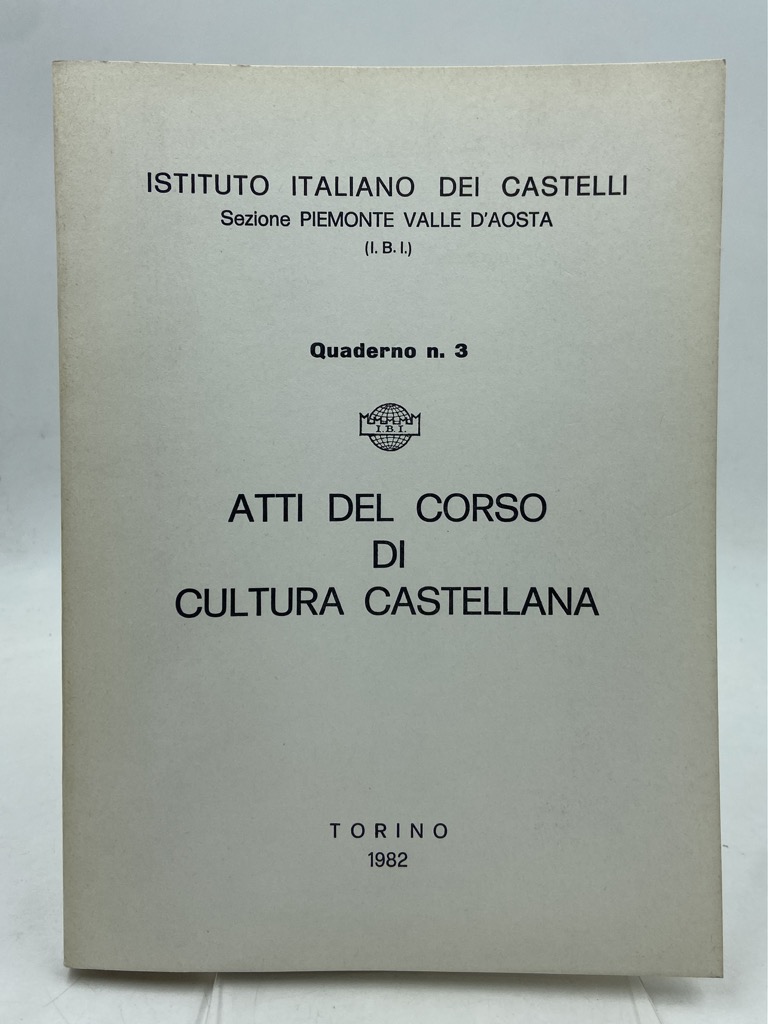 ISTITUTO ITALIANO DEI CASTELLI
Sezione PIEMONTE VALLE D'AOSTA
(I. B. I.)
Quaderno n. 3
I.B.I.
ATTI DEL CORSO
DI
CULTURA CASTELLANA
TORINO
1982